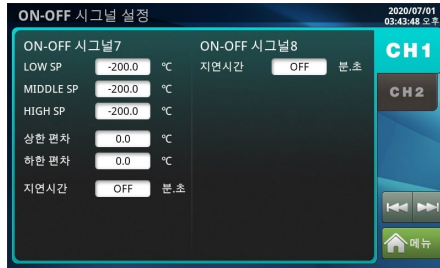 ON-OFF 시그널 설정
2020/07/01
03:43:48 오후
ON-OFF 시그널7
LOW SP -200.0 ℃
MIDDLE SP -200.0 ℃
HIGH SP -200.0 ℃
상한 편차 0.0 ℃
하한 편차 0.0 ℃
지연시간 OFF 분.초
ON-OFF 시그널8
지연시간 OFF 분.초
CH1
CH2
메뉴